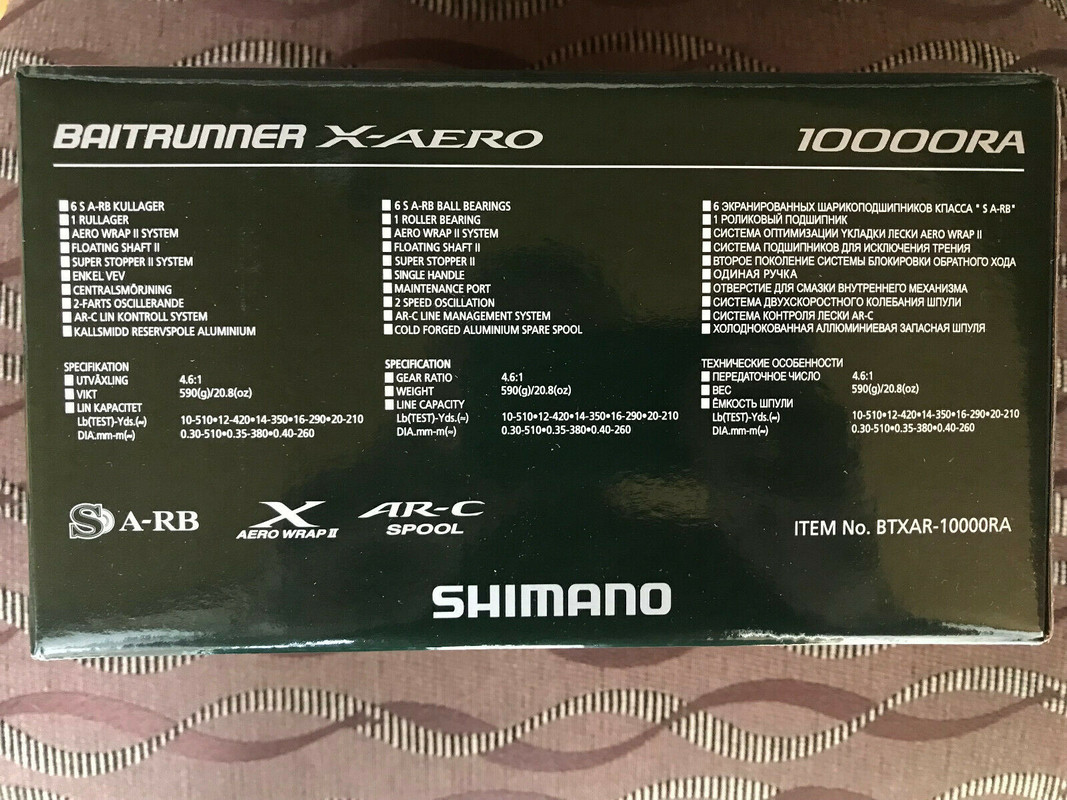 BAITRUNNER X-AERO
10000RA
6 S A-RB KULLAGER
1 RULLAGER
AERO WRAP II SYSTEM
FLOATING SHAFT II
SUPER STOPPER II SYSTEM
ENKEL VEV
CENTRALSMÖRJNING
2-FARTS OSCILLERANDE
AR-C LIN KONTROLL SYSTEM
KALLSMIDD RESERVSPOLE ALUMINIUM
SPECIFIKATION
UTVÄXLING 4.6:1
VIKT 590(g)/20.8(oz)
LIN KAPACITET
Lb(TEST)-Yds.(≈) 10-510•12-420•14-350•16-290•20-210
DIA.mm-m(≈) 0.30-510•0.35-380•0.40-260
6 S A-RB BALL BEARINGS
1 ROLLER BEARING
AERO WRAP II SYSTEM
FLOATING SHAFT II
SUPER STOPPER II
SINGLE HANDLE
MAINTENANCE PORT
2 SPEED OSCILLATION
AR-C LINE MANAGEMENT SYSTEM
COLD FORGED ALUMINIUM SPARE SPOOL
SPECIFICATION
GEAR RATIO 4.6:1
WEIGHT 590(g)/20.8(oz)
LINE CAPACITY
Lb(TEST)-Yds.(≈) 10-510•12-420•14-350•16-290•20-210
DIA.mm-m(≈) 0.30-510•0.35-380•0.40-260
6 ЭКРАНИРОВАННЫХ ШАРИКОПОДШИПНИКОВ КПАССА " S A-RB"
1 РОЛИКОВЫЙ ПОДШИПНИК
СИСТЕМА ОПТИМИЗАЦИИ УКЛАДКИ ЛЕСКИ AERO WRAP II
СИСТЕМА ПОДШИПНИКОВ ДЛЯ ИСКЛЮЧЕНИЯ ТРЕНИЯ
ВТОРОЕ ПОКОЛЕНИЕ СИСТЕМЫ БЛОКИРОВКИ ОБРАТНОГО ХОДА
ОДИНАЯ РУЧКА
ОТВЕРСТИЕ ДЛЯ СМАЗКИ ВНУТРЕННЕГО МЕХАНИЗМА
СИСТЕМА ДВУХСКОРОСТНОГО КОЛЕБАНИЯ ШПУЛИ
СИСТЕМА КОНТРОЛЯ ЛЕСКИ AR-C
ХОЛОДНОКОВАННАЯ АЛЛЮМИНИЕВАЯ ЗАПАСНАЯ ШПУЛЯ
ТЕХНИЧЕСКИЕ ОСОБЕННОСТИ
ПЕРЕДАТОЧНОЕ ЧИСЛО 4.6:1
ВЕС 590(g)/20.8(oz)
ЁМКОСТЬ ШПУЛИ
Lb(TEST)-Yds.(≈) 10-510•12-420•14-350•16-290•20-210
DIA.mm-m(≈) 0.30-510•0.35-380•0.40-260
S A-RB
X AERO WRAP II
AR-C SPOOL
ITEM No. BTXAR-10000RA
SHIMANO